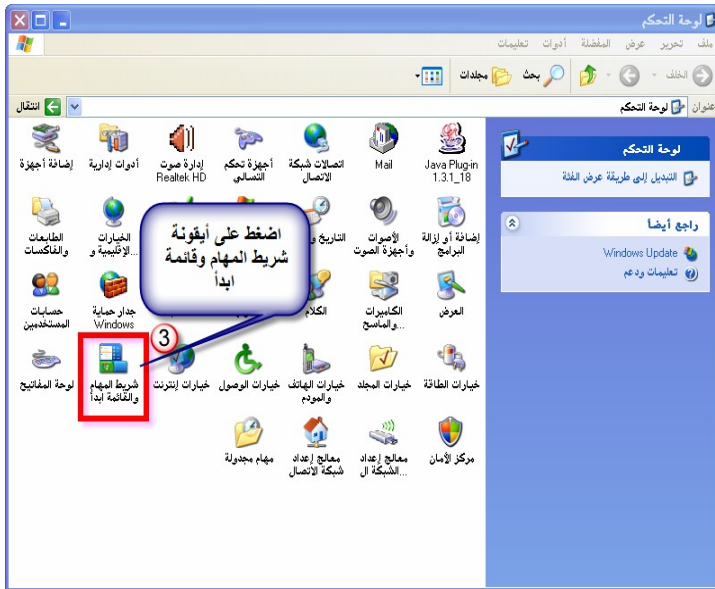 لوحة التحكم
ملف تحرير عرض المفضلة أدوات تعليمات
الخلف بحث مجلدات
عنوان لوحة التحكم انتقال
لوحة التحكم
التبديل إلى طريقة عرض الفئة
راجع أيضاً
Windows Update
تعليمات ودعم
Java Plug-in
1.3.1_18
Mail
اتصالات شبكة
الاتصال
أجهزة تحكم
التسالي
إدارة صوت
Realtek HD
أدوات إدارية
إضافة أجهزة
إضافة أو إزالة
البرامج
الأصوات
وأجهزة الصوت
التاريخ
الخيارات
الإقليمية و...
الطابعات
والفاكسات
اضغط على أيقونة
شريط المهام وقائمة
ابدأ
العرض
الكاميرات
والماسح...
الكلام
جدار حماية
Windows
حسابات
المستخدمين
3
خيارات الطاقة
خيارات المجلد
خيارات الهاتف
والمودم
خيارات الوصول
خيارات إنترنت
شريط المهام
والقائمة ابدأ
لوحة المفاتيح
مركز الأمان
معالج إعداد
الشبكة ال...
معالج إعداد
شبكة الاتصال
مهام مجدولة